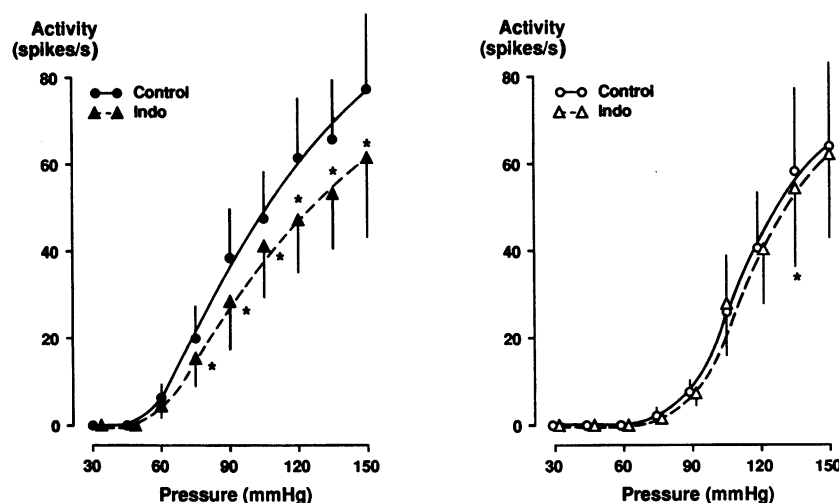 Activity
(spikes/s)
80
60
40
20
0
Control
Indo
*
*
*
*
*
*
30 60 90 120 150
Pressure (mmHg)
Activity
(spikes/s)
80
60
40
20
0
Control
Indo
*
30 60 90 120 150
Pressure (mmHg)